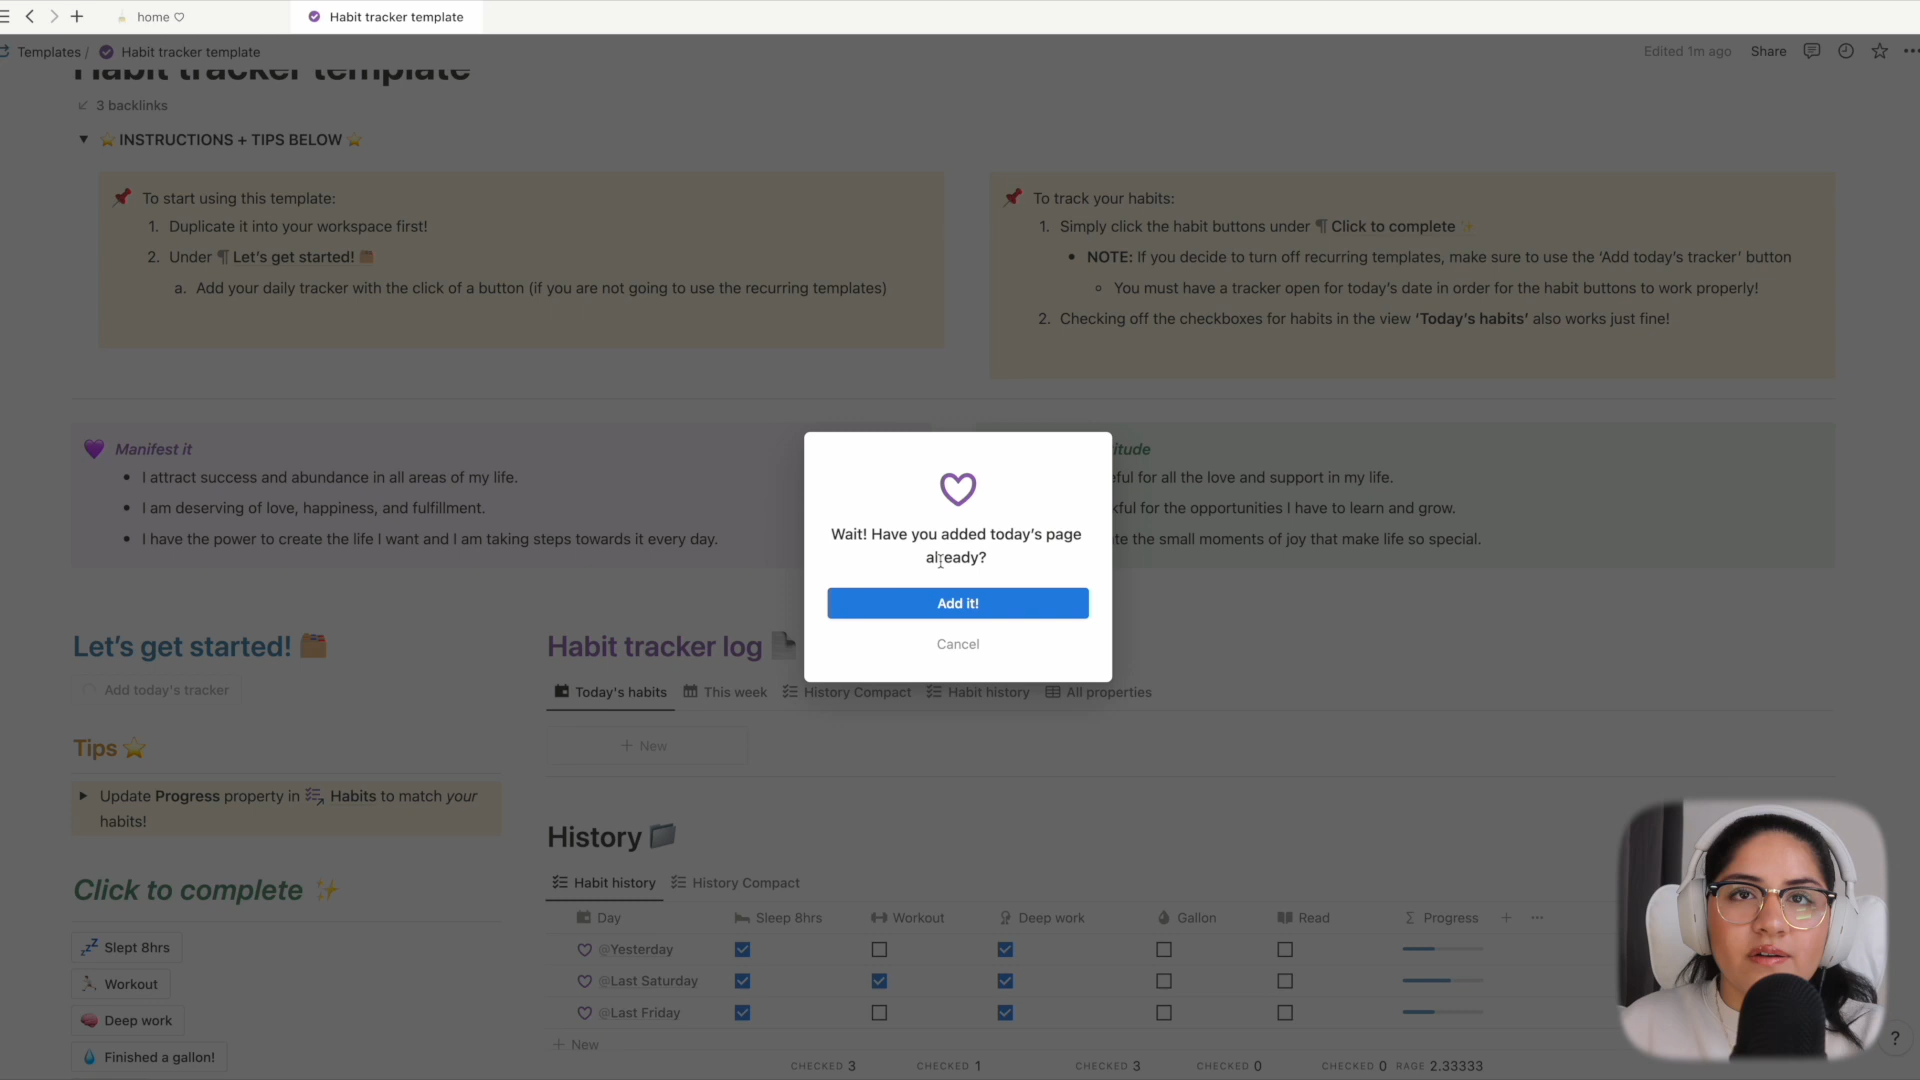 home ♡
Habit tracker template
Templates / Habit tracker template
Edited 1m ago Share
Habit tracker template
3 backlinks
⭐ INSTRUCTIONS + TIPS BELOW ⭐
To start using this template:
1. Duplicate it into your workspace first!
2. Under ¶ Let's get started!
a. Add your daily tracker with the click of a button (if you are not going to use the recurring templates)
To track your habits:
1. Simply click the habit buttons under ¶ Click to complete ✨
• NOTE: If you decide to turn off recurring templates, make sure to use the 'Add today's tracker' button
◦ You must have a tracker open for today's date in order for the habit buttons to work properly!
2. Checking off the checkboxes for habits in the view 'Today's habits' also works just fine!
Manifest it
• I attract success and abundance in all areas of my life.
• I am deserving of love, happiness, and fulfillment.
• I have the power to create the life I want and I am taking steps towards it every day.
itude
ful for all the love and support in my life.
kful for the opportunities I have to learn and grow.
te the small moments of joy that make life so special.
Wait! Have you added today's page
already?
Add it!
Cancel
Let's get started!
Add today's tracker
Tips ⭐
Update Progress property in Habits to match your
habits!
Click to complete ✨
Slept 8hrs
Workout
Deep work
Finished a gallon!
Habit tracker log
Today's habits This week History Compact Habit history All properties
+ New
History
Habit history History Compact
Day Sleep 8hrs Workout Deep work Gallon Read Σ Progress + ···
@Yesterday
@Last Saturday
@Last Friday
+ New
CHECKED 3 CHECKED 1 CHECKED 3 CHECKED 0 CHECKED 0 RAGE 2.33333
?